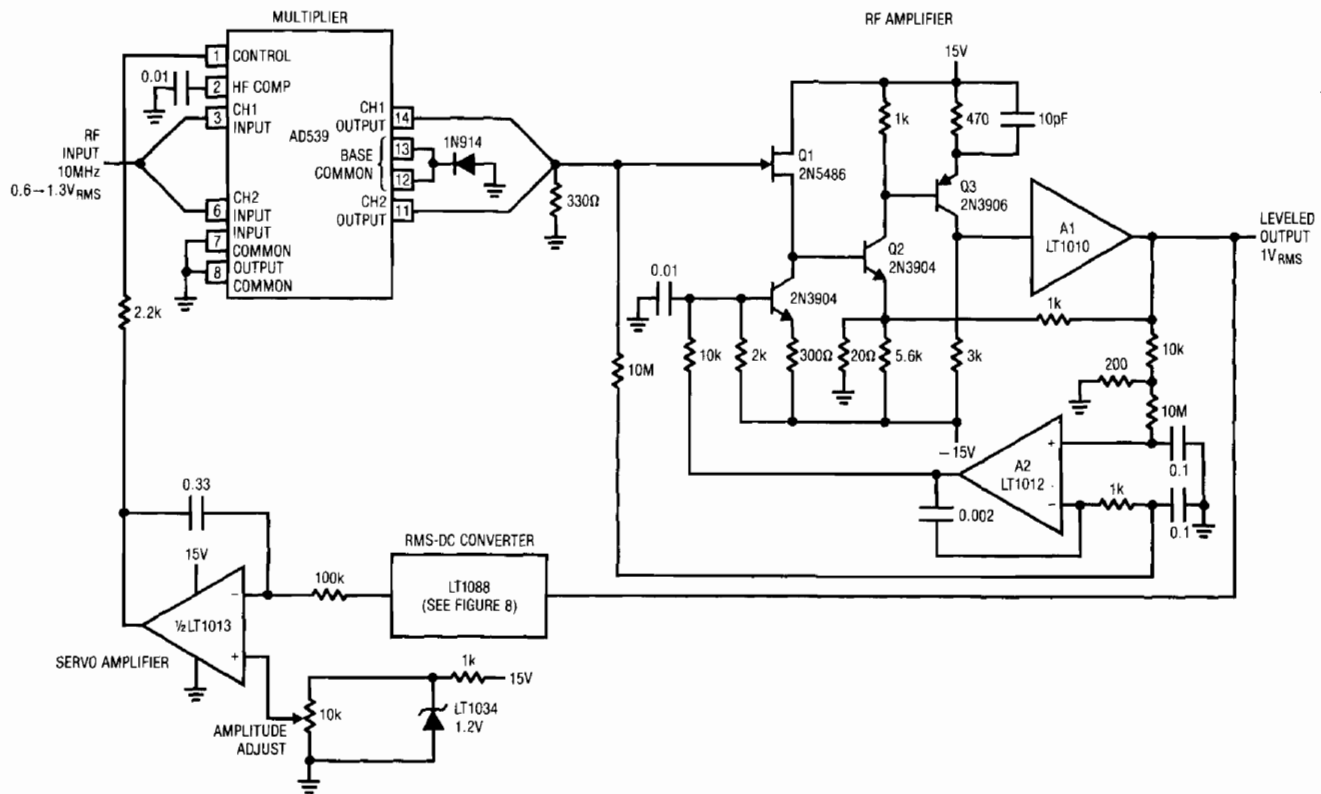 MULTIPLIER
RF AMPLIFIER
1
CONTROL
0.01
2
HF COMP
3
CH1
INPUT
RF
INPUT
10MHz
0.6→1.3VRMS
AD539
CH1
OUTPUT
14
BASE
COMMON
13
12
CH2
OUTPUT
11
6
CH2
INPUT
7
INPUT
COMMON
8
OUTPUT
COMMON
1N914
330Ω
2.2k
15V
1k
470
10pF
Q1
2N5486
Q3
2N3906
Q2
2N3904
A1
LT1010
LEVELED
OUTPUT
1VRMS
0.01
2N3904
1k
10M
10k
2k
300Ω
20Ω
5.6k
3k
10k
200
10M
−15V
+
A2
LT1012
−
0.1
1k
0.002
0.1
0.33
15V
−
½LT1013
+
SERVO AMPLIFIER
100k
RMS-DC CONVERTER
LT1088
(SEE FIGURE 8)
1k
15V
10k
LT1034
1.2V
AMPLITUDE
ADJUST